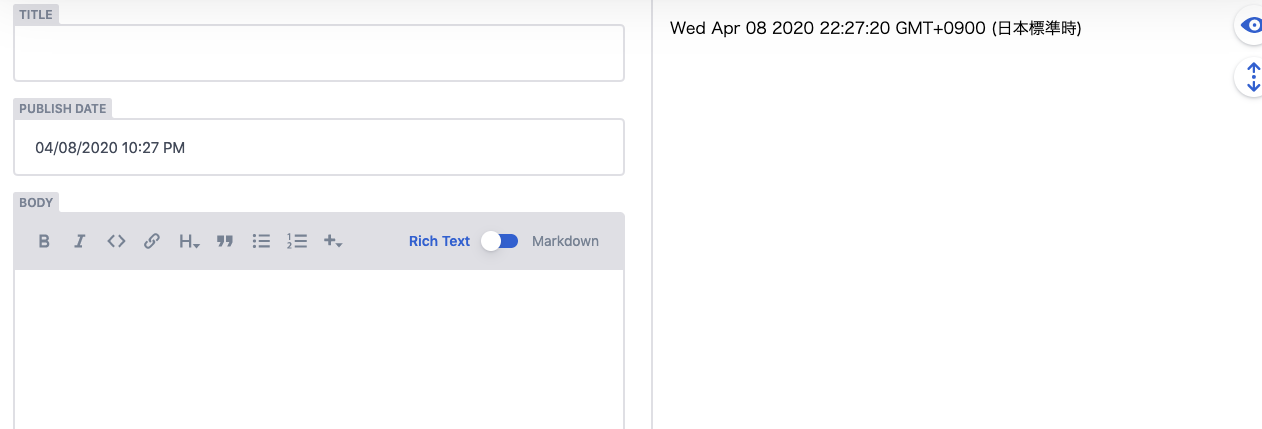 TITLE
PUBLISH DATE
04/08/2020 10:27 PM
BODY
B I <> H Rich Text Markdown
Wed Apr 08 2020 22:27:20 GMT+0900 (日本標準時)